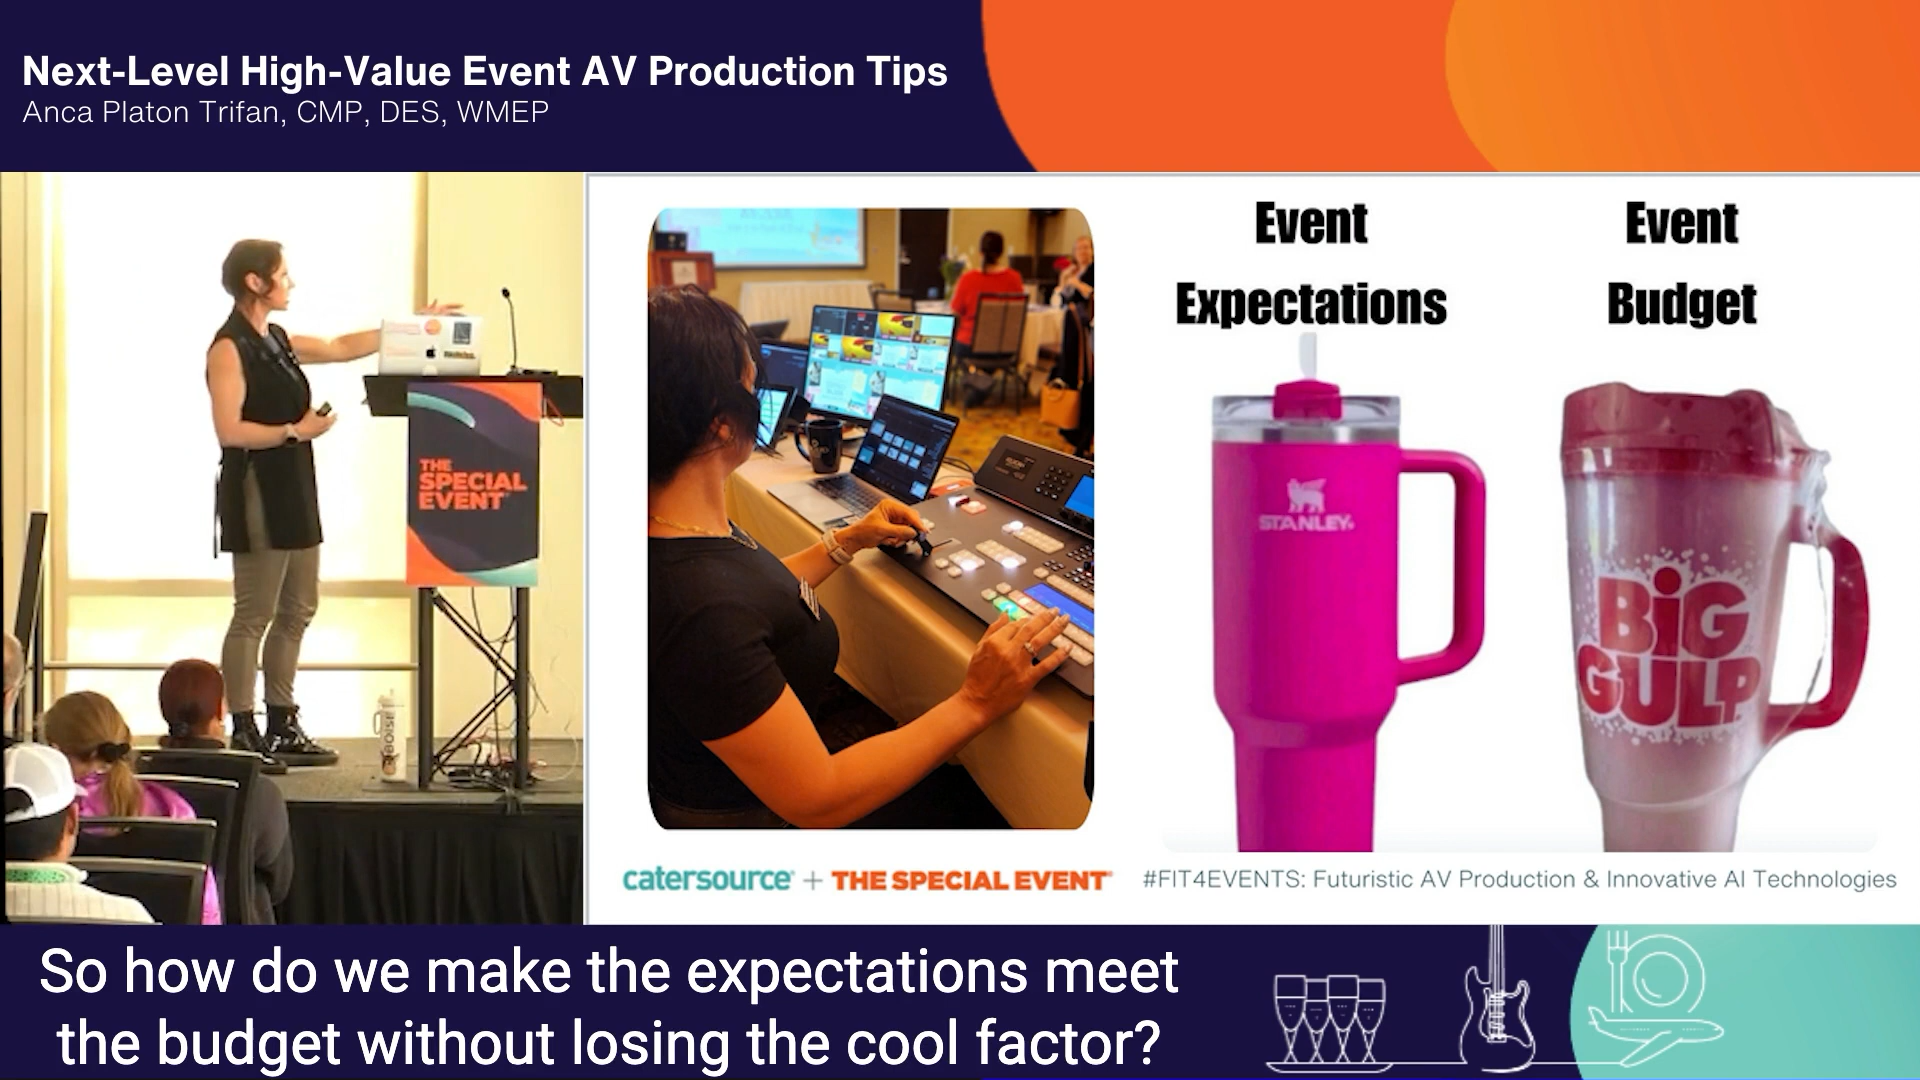 Next-Level High-Value Event AV Production Tips
Anca Platon Trifan, CMP, DES, WMEP
THE
SPECIAL
EVENT
BOISE
Event
Expectations
Event
Budget
STANLEY
BiG
GULP
catersource + THE SPECIAL EVENT
#FIT4EVENTS: Futuristic AV Production & Innovative AI Technologies
So how do we make the expectations meet
the budget without losing the cool factor?